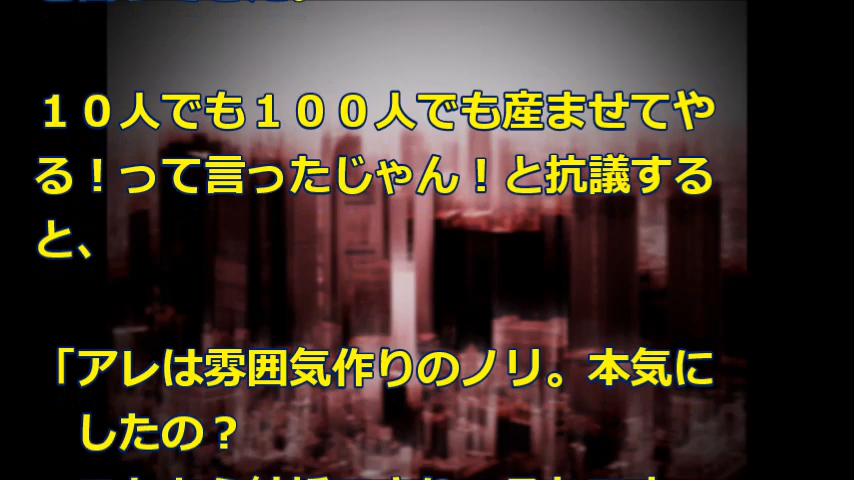 １０人でも１００人でも産ませてや
る！って言ったじゃん！と抗議する
と、
「アレは雰囲気作りのノリ。本気に
したの？